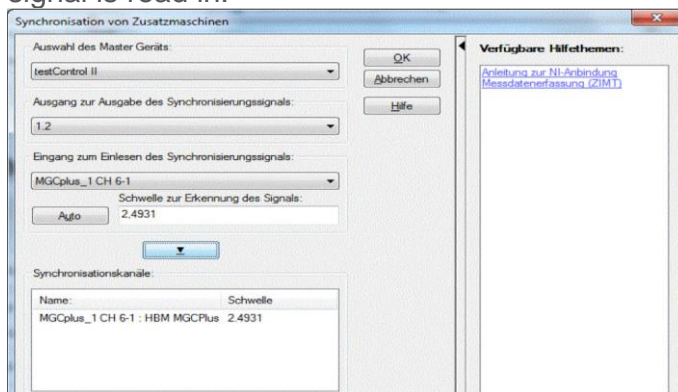 signal is read in.
Synchronisation von Zusatzmaschinen
Auswahl des Master Geräts:
testControl II
Ausgang zur Ausgabe des Synchronisierungssignals:
1.2
Eingang zum Einlesen des Synchronisierungssignals:
MGCplus_1 CH 6-1
Schwelle zur Erkennung des Signals:
Auto 2,4931
Synchronisationskanäle:
Name: Schwelle
MGCplus_1 CH 6-1 : HBM MGCPlus 2.4931
OK
Abbrechen
Hilfe
Verfügbare Hilfethemen:
Anleitung zur NI-Anbindung
Messdatenerfassung (ZIMT)